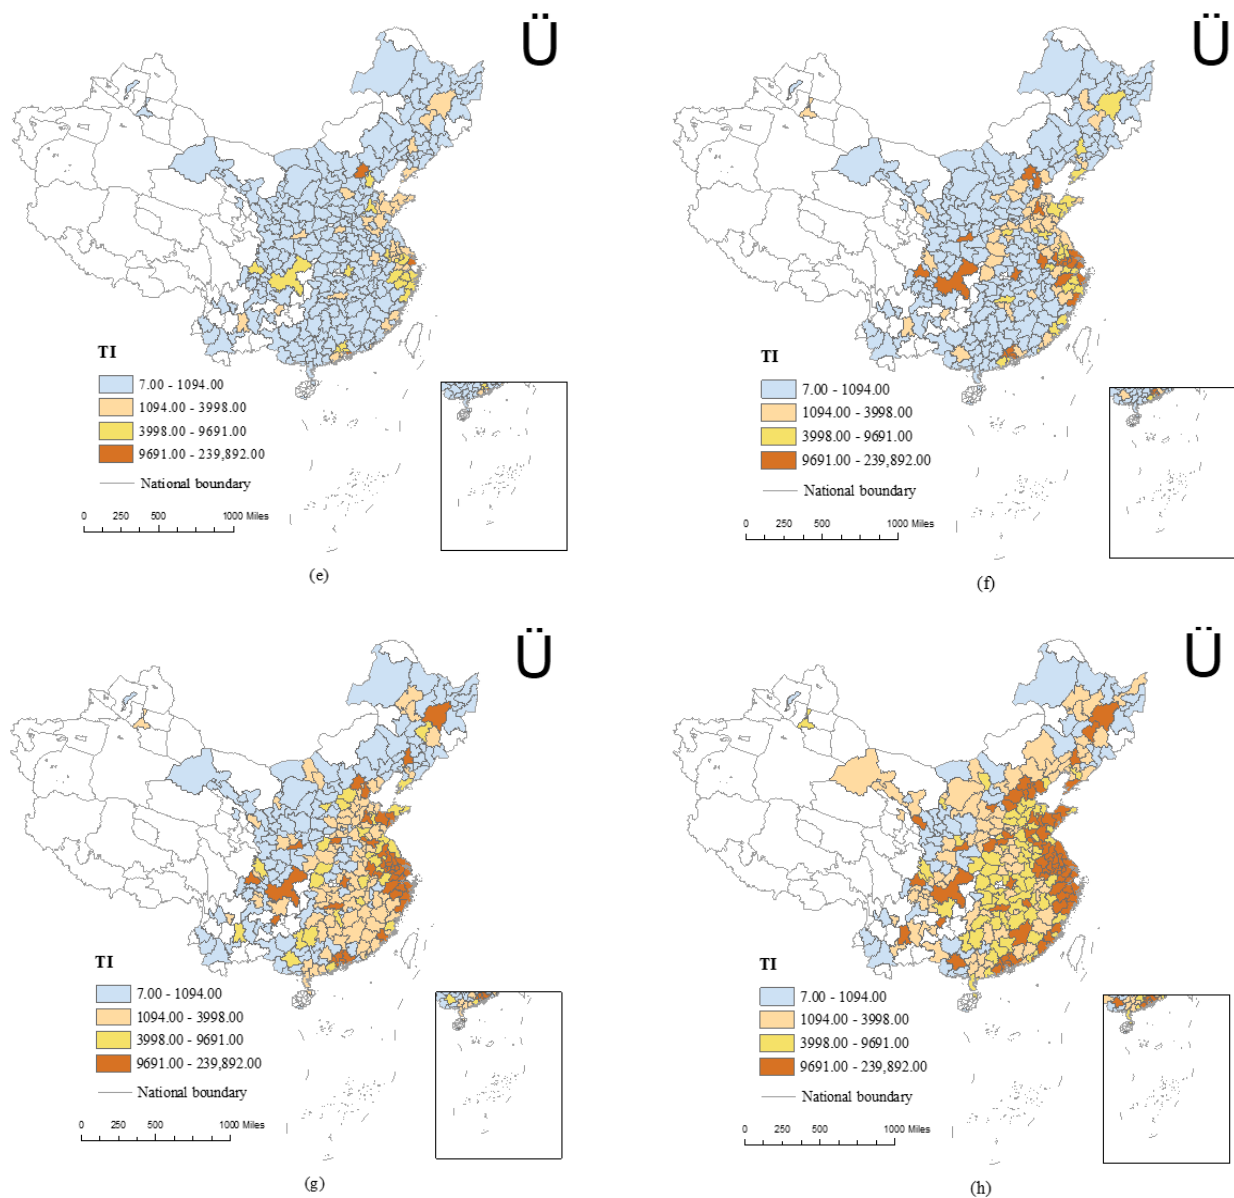 Ü
TI
7.00 - 1094.00
1094.00 - 3998.00
3998.00 - 9691.00
9691.00 - 239,892.00
National boundary
0 250 500 1000 Miles
(e)
Ü
TI
7.00 - 1094.00
1094.00 - 3998.00
3998.00 - 9691.00
9691.00 - 239,892.00
National boundary
0 250 500 1000 Miles
(f)
Ü
TI
7.00 - 1094.00
1094.00 - 3998.00
3998.00 - 9691.00
9691.00 - 239,892.00
National boundary
0 250 500 1000 Miles
(g)
Ü
TI
7.00 - 1094.00
1094.00 - 3998.00
3998.00 - 9691.00
9691.00 - 239,892.00
National boundary
0 250 500 1000 Miles
(h)